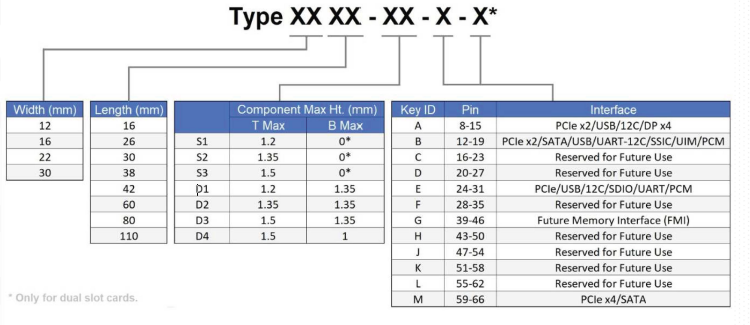 Type XX XX - XX - X - X*
Width (mm)
12
16
22
30
Length (mm)
16
26
30
38
42
60
80
110
Component Max Ht. (mm)
T Max B Max
S1 1.2 0*
S2 1.35 0*
S3 1.5 0*
D1 1.2 1.35
D2 1.35 1.35
D3 1.5 1.35
D4 1.5 1
Key ID Pin Interface
A 8-15 PCIe x2/USB/12C/DP x4
B 12-19 PCIe x2/SATA/USB/UART-12C/SSIC/UIM/PCM
C 16-23 Reserved for Future Use
D 20-27 Reserved for Future Use
E 24-31 PCIe/USB/12C/SDIO/UART/PCM
F 28-35 Reserved for Future Use
G 39-46 Future Memory Interface (FMI)
H 43-50 Reserved for Future Use
J 47-54 Reserved for Future Use
K 51-58 Reserved for Future Use
L 55-62 Reserved for Future Use
M 59-66 PCIe x4/SATA
* Only for dual slot cards.